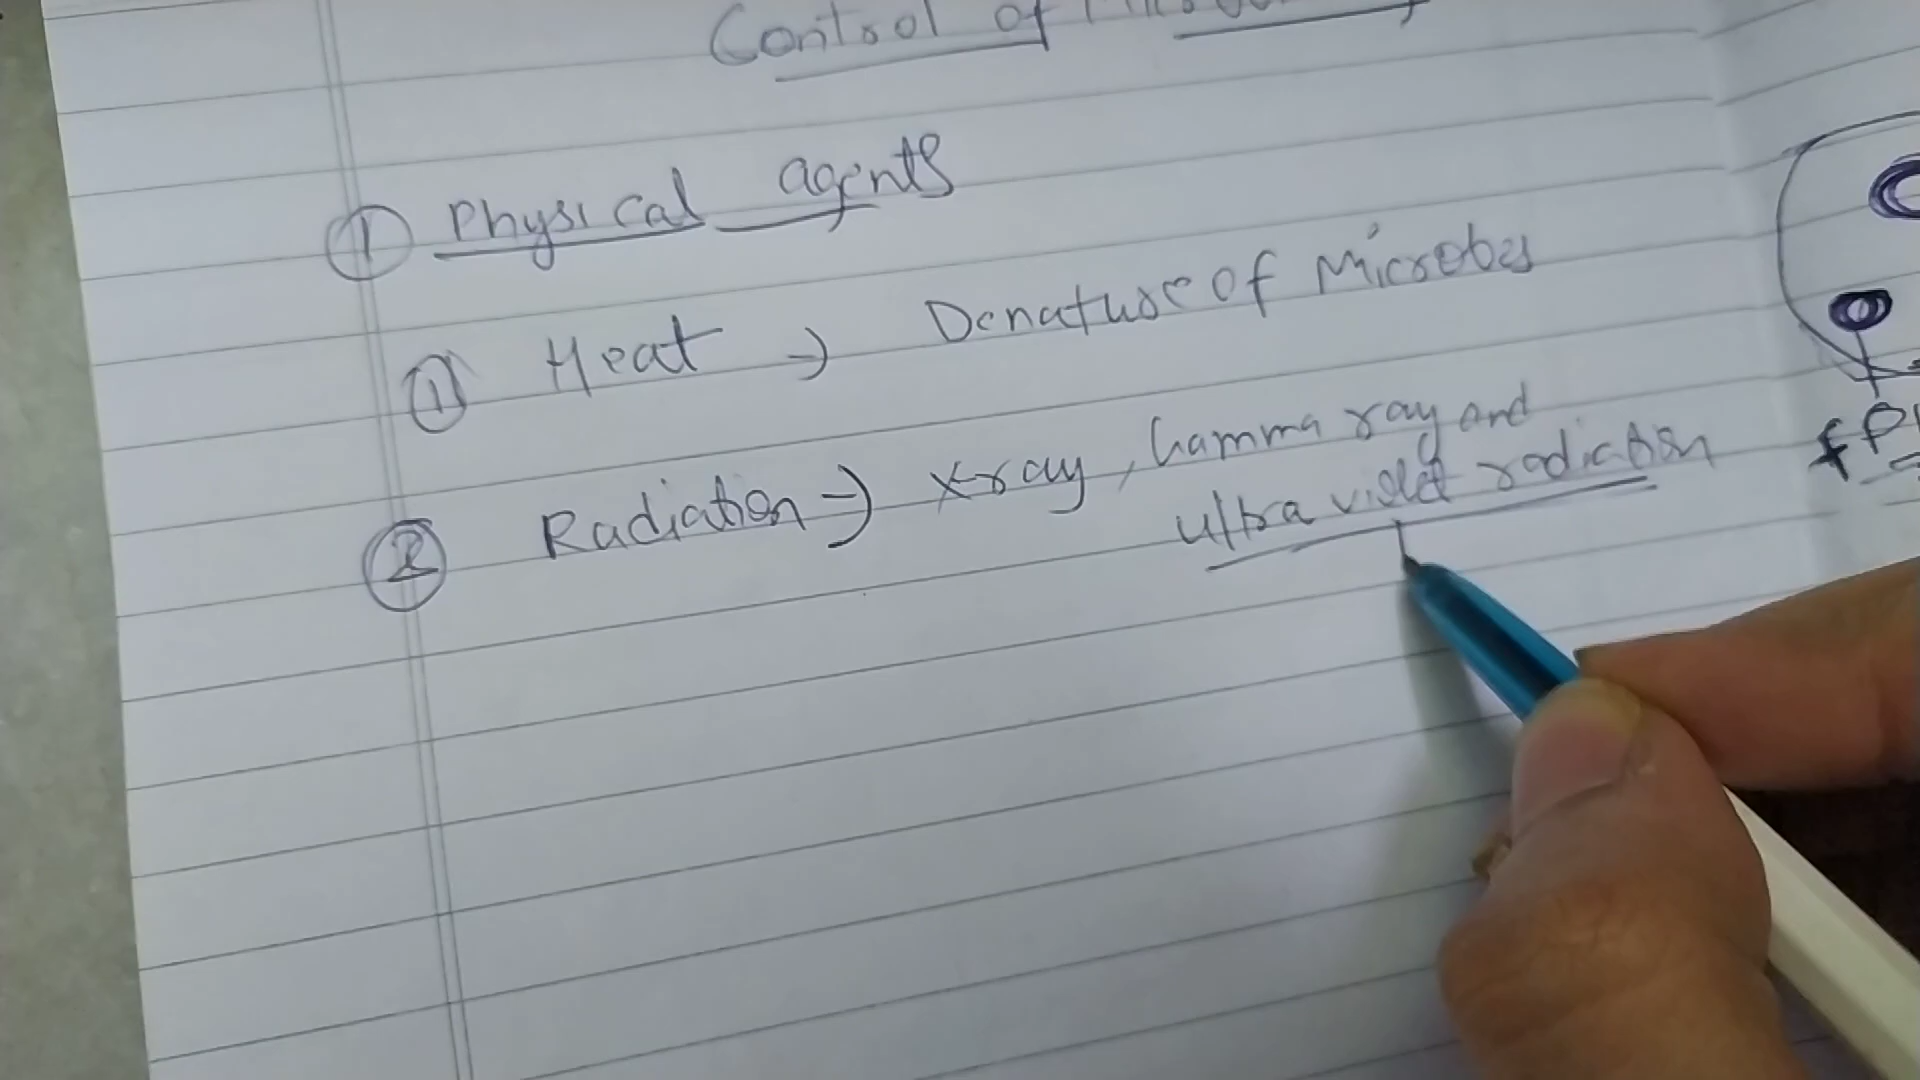 Control of
① Physical agents
① Heat → Denature of Microbes
② Radiation → X-ray, Gamma ray and
ultra violet radiation